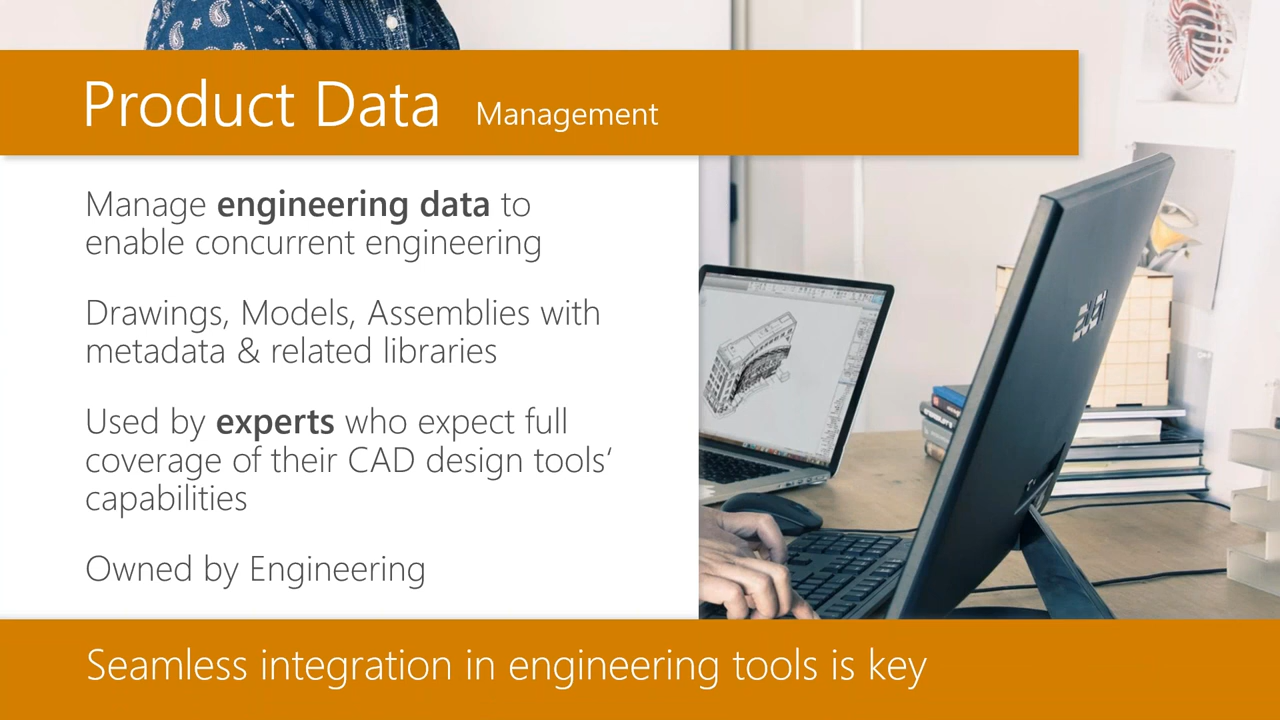 Product Data Management
Manage engineering data to
enable concurrent engineering
Drawings, Models, Assemblies with
metadata & related libraries
Used by experts who expect full
coverage of their CAD design tools‘
capabilities
Owned by Engineering
Seamless integration in engineering tools is key